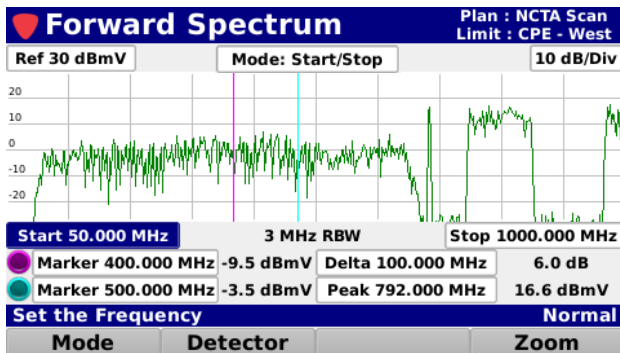 Forward Spectrum
Plan : NCTA Scan
Limit : CPE - West
Ref 30 dBmV
Mode: Start/Stop
10 dB/Div
20
10
0
-10
-20
Start 50.000 MHz
3 MHz RBW
Stop 1000.000 MHz
Marker 400.000 MHz -9.5 dBmV Delta 100.000 MHz 6.0 dB
Marker 500.000 MHz -3.5 dBmV Peak 792.000 MHz 16.6 dBmV
Set the Frequency
Normal
Mode
Detector
Zoom